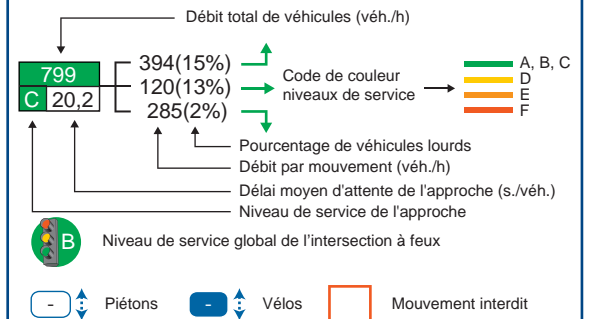 Débit total de véhicules (véh./h)
799
C 20,2
394(15%)
120(13%)
285(2%)
Code de couleur
niveaux de service
A, B, C
D
E
F
Pourcentage de véhicules lourds
Débit par mouvement (véh./h)
Délai moyen d'attente de l'approche (s./véh.)
Niveau de service de l'approche
B Niveau de service global de l'intersection à feux
- Piétons - Vélos Mouvement interdit